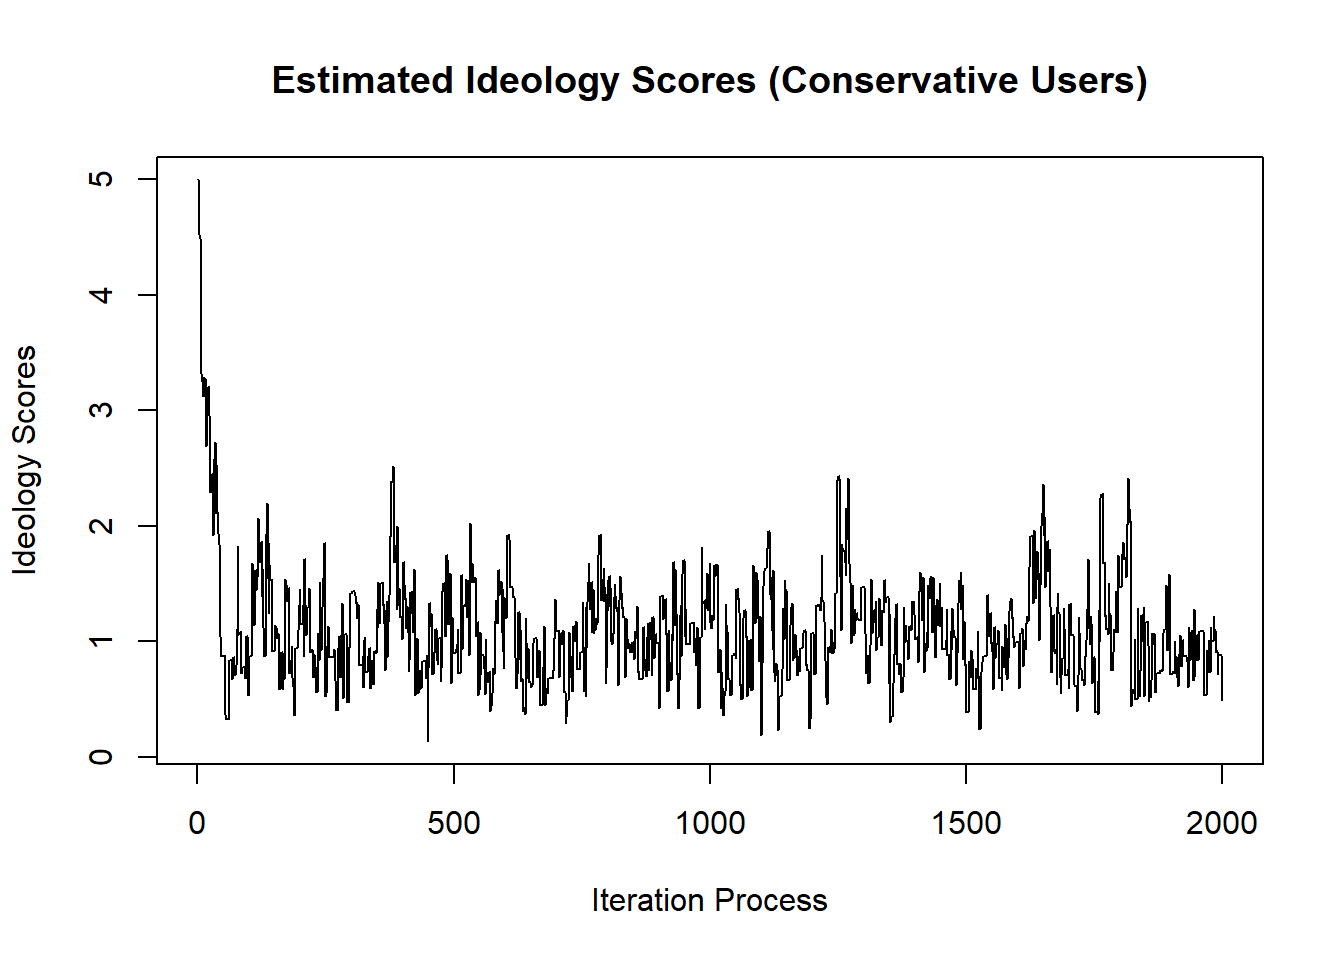 Estimated Ideology Scores (Conservative Users)
Ideology Scores
5
4
3
2
1
0
0 500 1000 1500 2000
Iteration Process